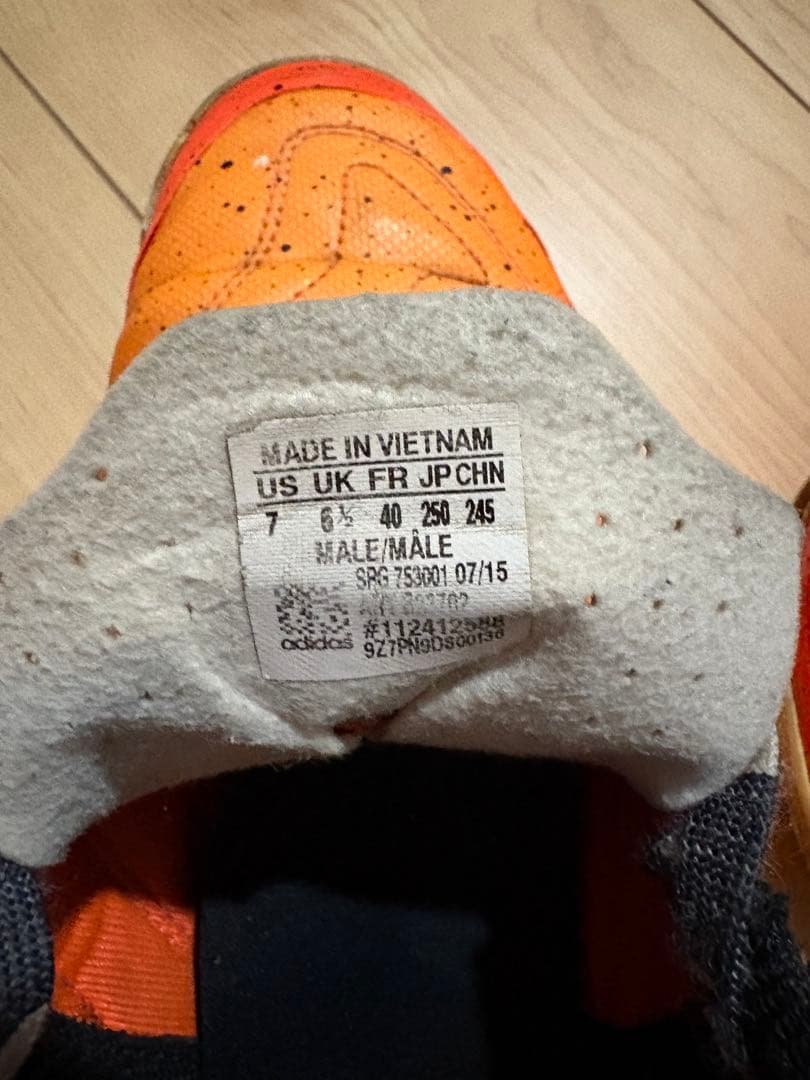 MADE IN VIETNAM
US UK FR JP CHN
7 6½ 40 250 245
MALE/MÂLE
SRG 753001 07/15
adidas
#112412588